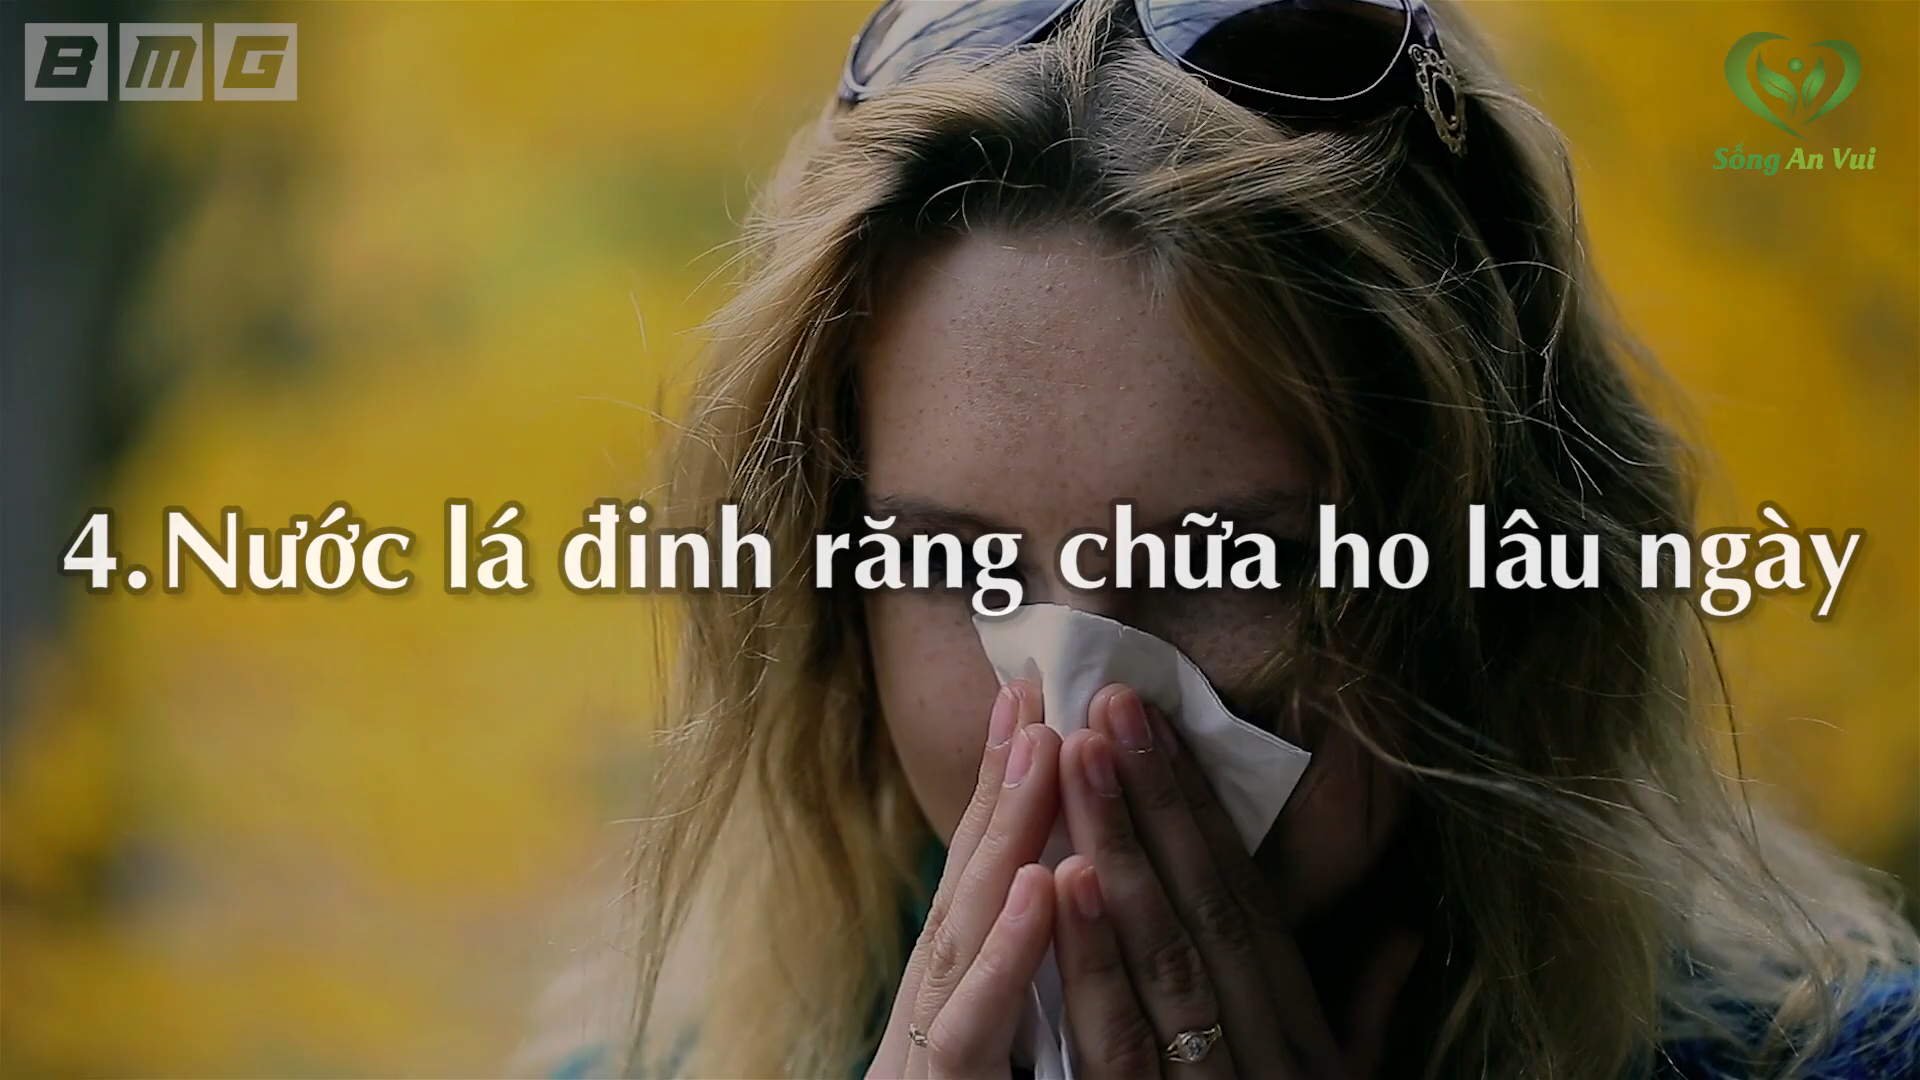 BMG
Sống An Vui
4. Nước lá đinh răng chữa ho lâu ngày